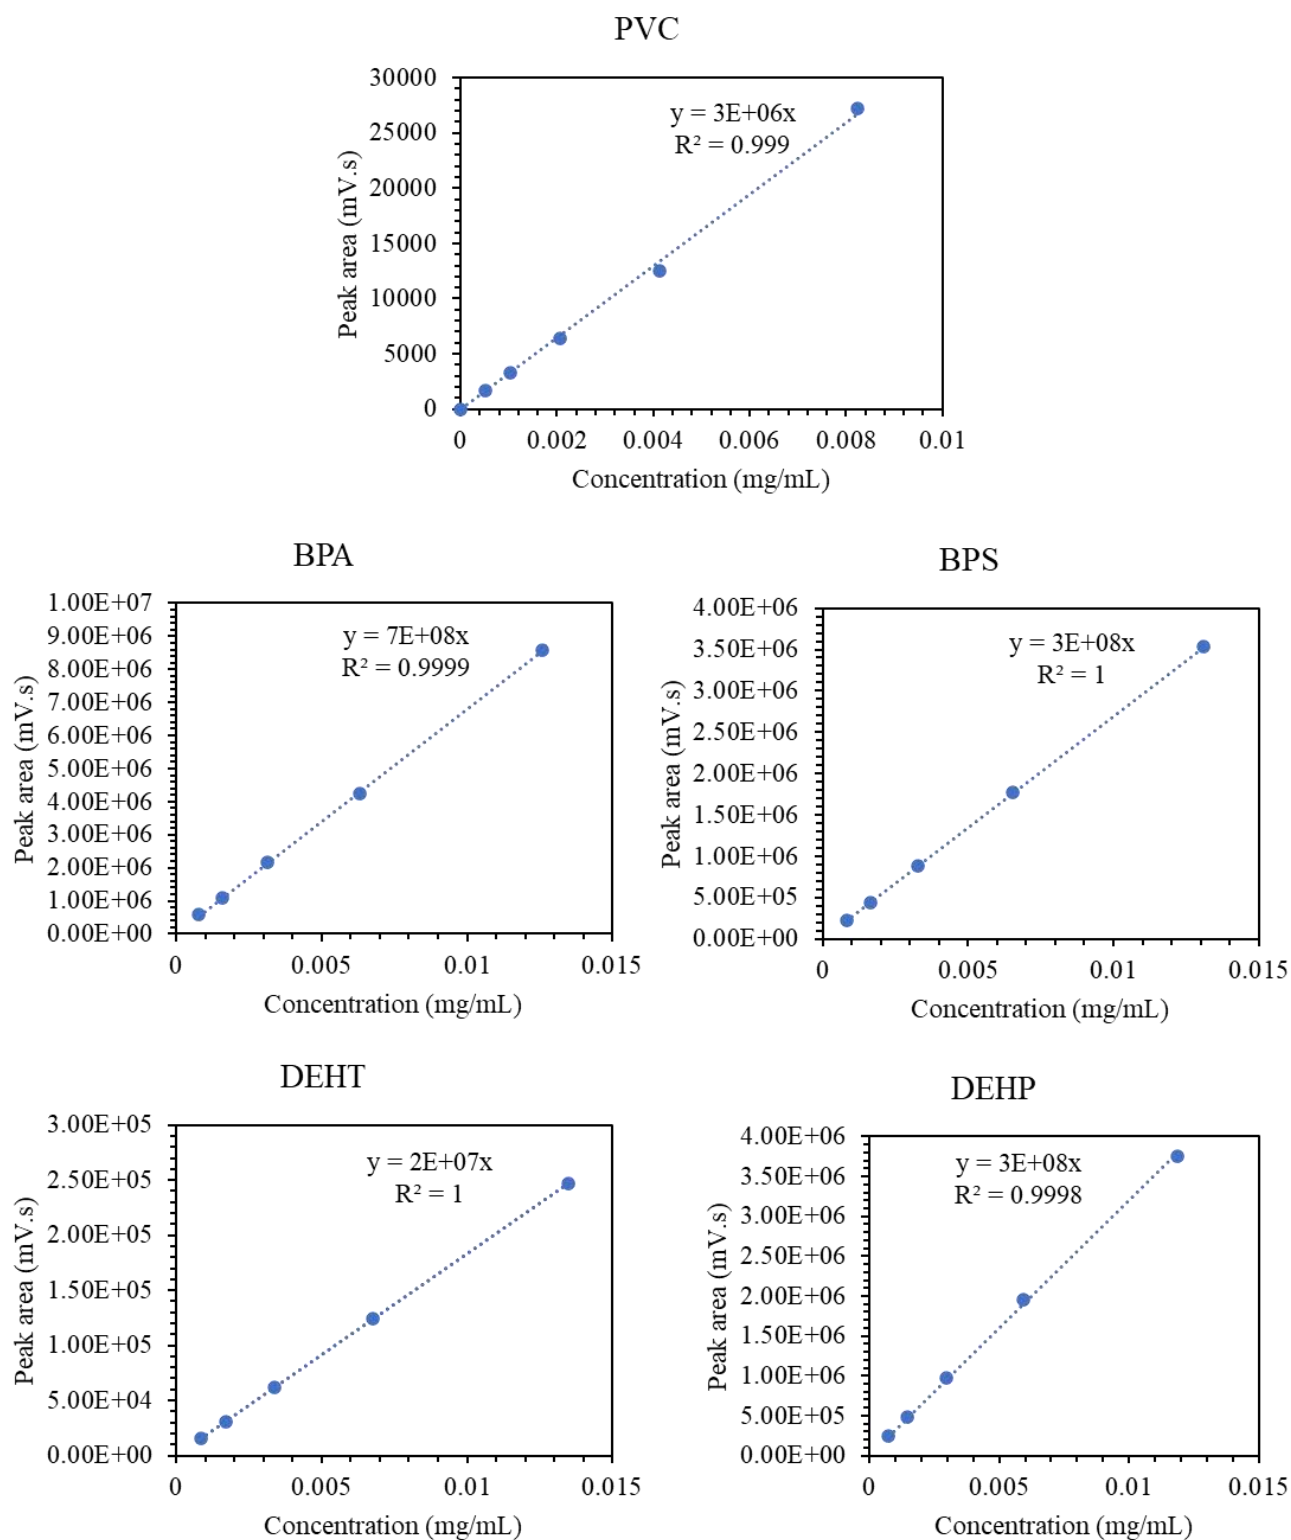 PVC
y = 3E+06x
R² = 0.999
Peak area (mV.s)
30000
25000
20000
15000
10000
5000
0
0 0.002 0.004 0.006 0.008 0.01
Concentration (mg/mL)
BPA
y = 7E+08x
R² = 0.9999
Peak area (mV.s)
1.00E+07
9.00E+06
8.00E+06
7.00E+06
6.00E+06
5.00E+06
4.00E+06
3.00E+06
2.00E+06
1.00E+06
0.00E+00
0 0.005 0.01 0.015
Concentration (mg/mL)
BPS
y = 3E+08x
R² = 1
Peak area (mV.s)
4.00E+06
3.50E+06
3.00E+06
2.50E+06
2.00E+06
1.50E+06
1.00E+06
5.00E+05
0.00E+00
0 0.005 0.01 0.015
Concentration (mg/mL)
DEHT
y = 2E+07x
R² = 1
Peak area (mV.s)
3.00E+05
2.50E+05
2.00E+05
1.50E+05
1.00E+05
5.00E+04
0.00E+00
0 0.005 0.01 0.015
Concentration (mg/mL)
DEHP
y = 3E+08x
R² = 0.9998
Peak area (mV.s)
4.00E+06
3.50E+06
3.00E+06
2.50E+06
2.00E+06
1.50E+06
1.00E+06
5.00E+05
0.00E+00
0 0.005 0.01 0.015
Concentration (mg/mL)